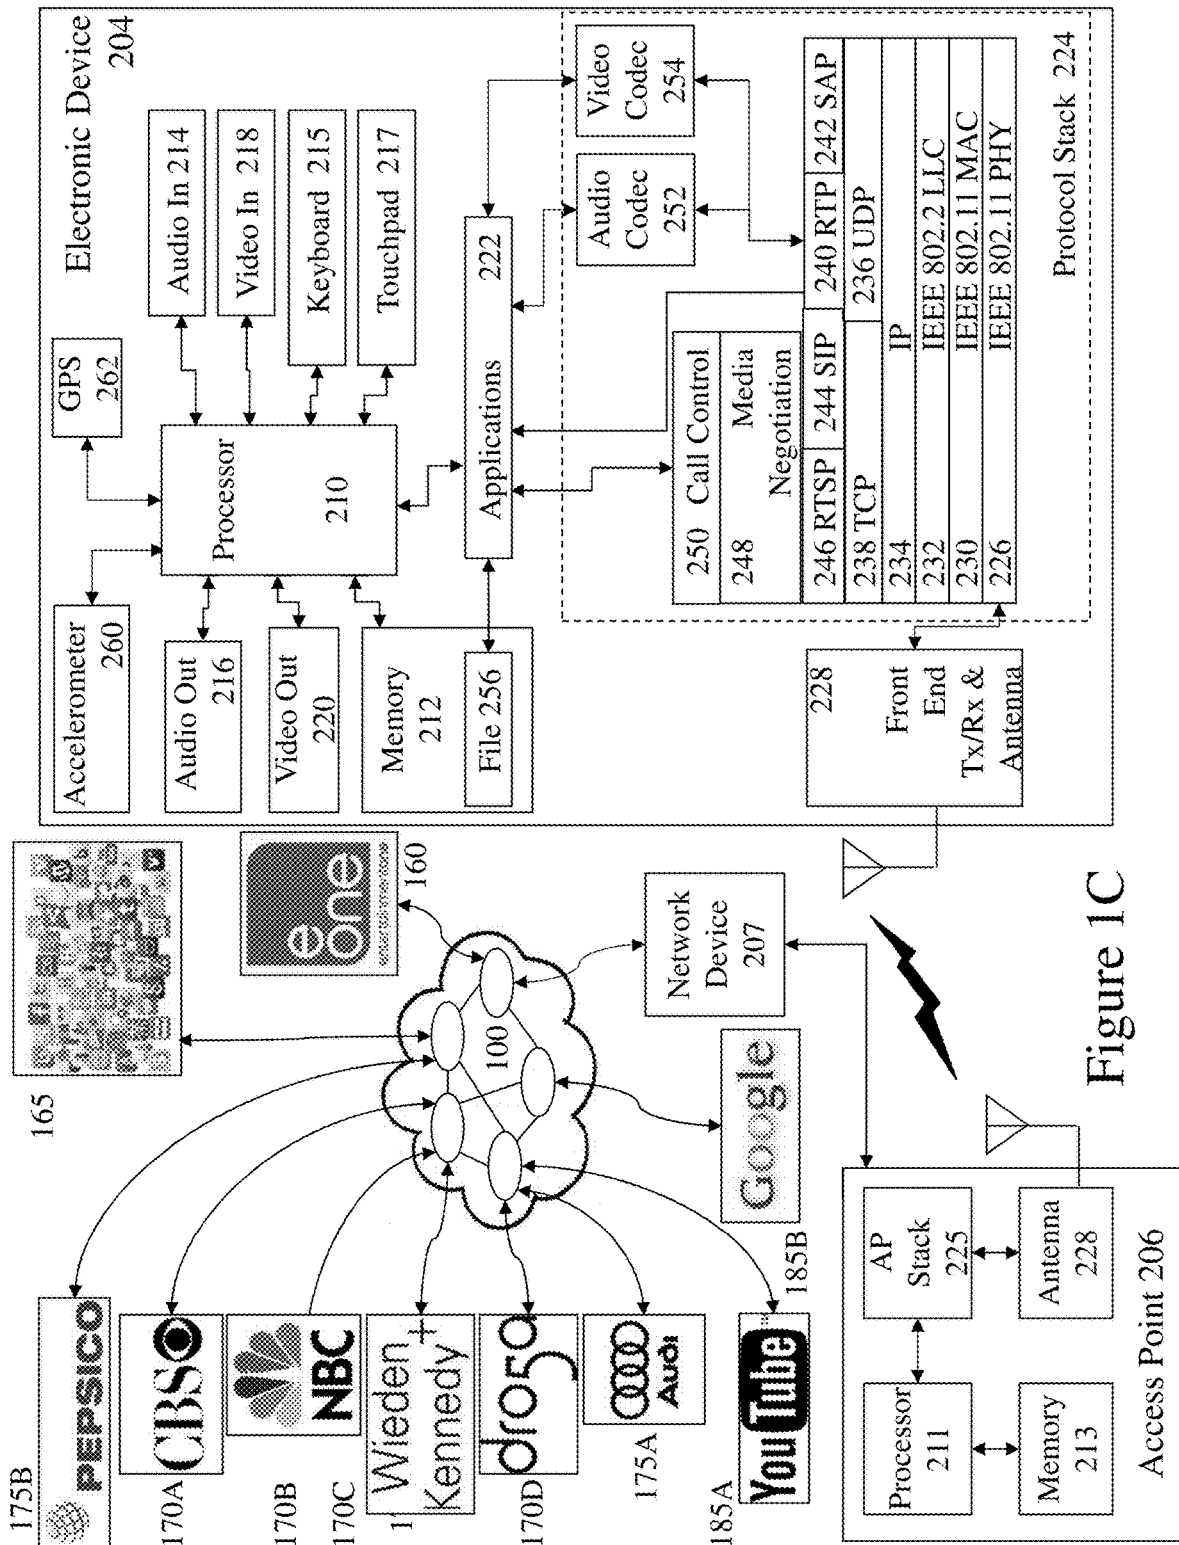 175B
PEPSICO
170A
CBS
170B
NBC
170C
Wieden +
Kennedy
1
170D
droga
175A
Audi
185A
YouTube
185B
Google
165
e
one
entertainment one
160
100
Network
Device
207
Access Point 206
Processor
211
Memory
213
AP
Stack
225
Antenna
228
Figure 1C
Electronic Device
204
Accelerometer
260
GPS
262
Audio Out
216
Video Out
220
Memory
212
File 256
Processor
210
Audio In 214
Video In 218
Keyboard 215
Touchpad 217
Applications 222
Audio
Codec
252
Video
Codec
254
250 Call Control
248 Media
Negotiation
246 RTSP
244 SIP
240 RTP
242 SAP
238 TCP
236 UDP
234 IP
232 IEEE 802.2 LLC
230 IEEE 802.11 MAC
226 IEEE 802.11 PHY
Protocol Stack 224
228
Front
End
Tx/Rx &
Antenna